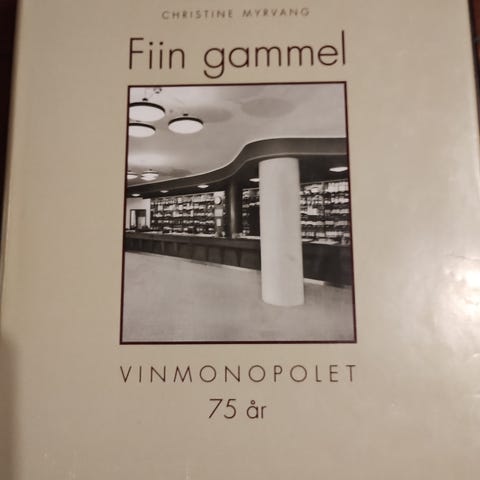 CHRISTINE MYRVANG
Fiin gammel
VINMONOPOLET
75 år